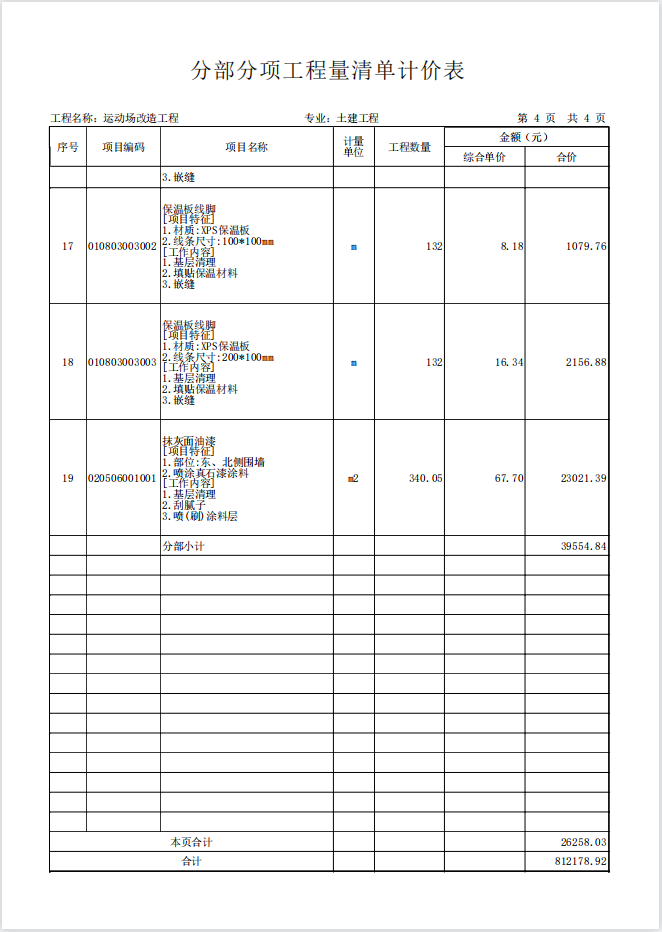 分部分项工程量清单计价表
工程名称: 运动场改造工程 专业: 土建工程 第 4 页 共 4 页
序号 项目编码 项目名称 计量单位 工程数量 金额（元）
综合单价 合价
3.嵌缝
保温板线脚
[项目特征]
1.材质:XPS保温板
2.线条尺寸:100*100mm
17 010803003002 m 132 8.18 1079.76
[工作内容]
1.基层清理
2.填贴保温材料
3.嵌缝
保温板线脚
[项目特征]
1.材质:XPS保温板
2.线条尺寸:200*100mm
18 010803003003 m 132 16.34 2156.88
[工作内容]
1.基层清理
2.填贴保温材料
3.嵌缝
抹灰面油漆
[项目特征]
1.部位:东、北侧围墙
2.喷涂真石漆涂料
19 020506001001 m2 340.05 67.70 23021.39
[工作内容]
1.基层清理
2.刮腻子
3.喷(刷)涂料层
分部小计 39554.84
本页合计 26258.03
合计 812178.92